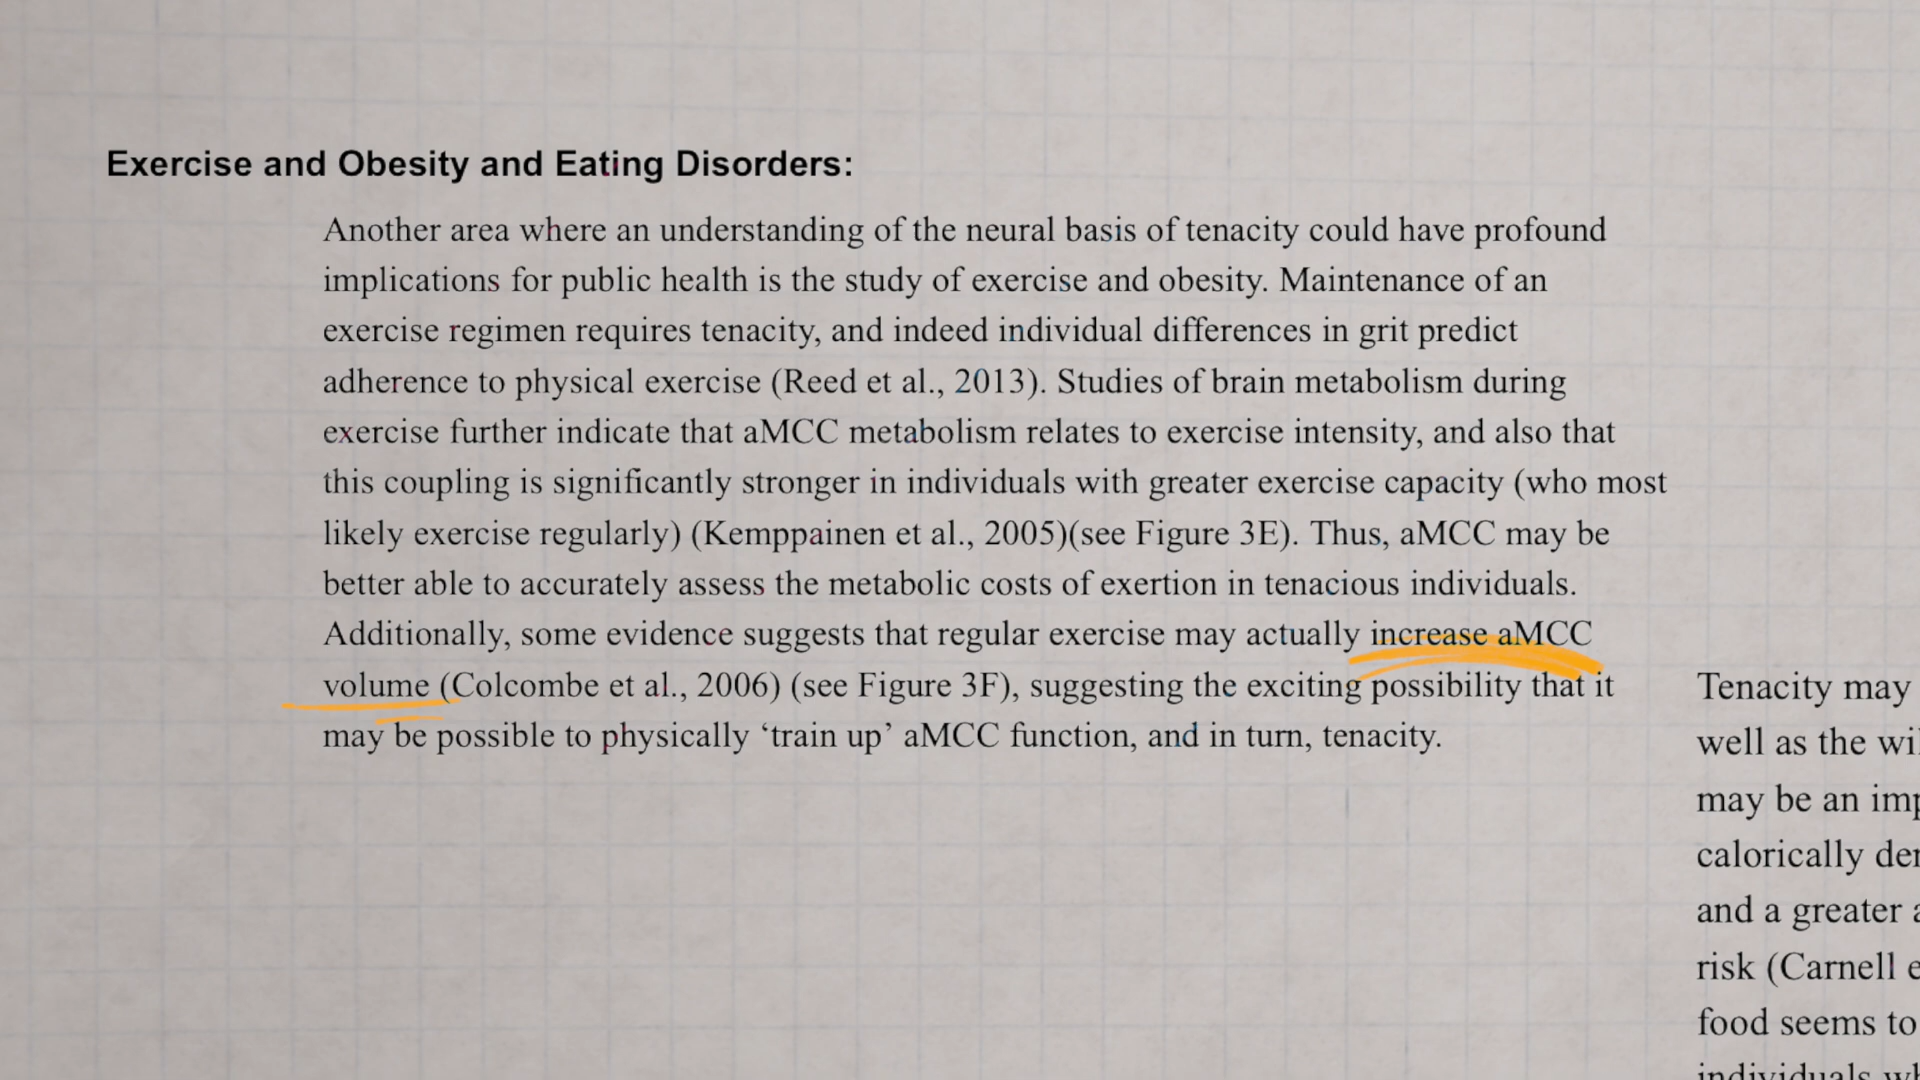 Exercise and Obesity and Eating Disorders:
Another area where an understanding of the neural basis of tenacity could have profound
implications for public health is the study of exercise and obesity. Maintenance of an
exercise regimen requires tenacity, and indeed individual differences in grit predict
adherence to physical exercise (Reed et al., 2013). Studies of brain metabolism during
exercise further indicate that aMCC metabolism relates to exercise intensity, and also that
this coupling is significantly stronger in individuals with greater exercise capacity (who most
likely exercise regularly) (Kemppainen et al., 2005)(see Figure 3E). Thus, aMCC may be
better able to accurately assess the metabolic costs of exertion in tenacious individuals.
Additionally, some evidence suggests that regular exercise may actually increase aMCC
volume (Colcombe et al., 2006) (see Figure 3F), suggesting the exciting possibility that it
may be possible to physically ‘train up’ aMCC function, and in turn, tenacity.
Tenacity may
well as the
may be an
calorically
and a greater
risk (Carnell
food seems to